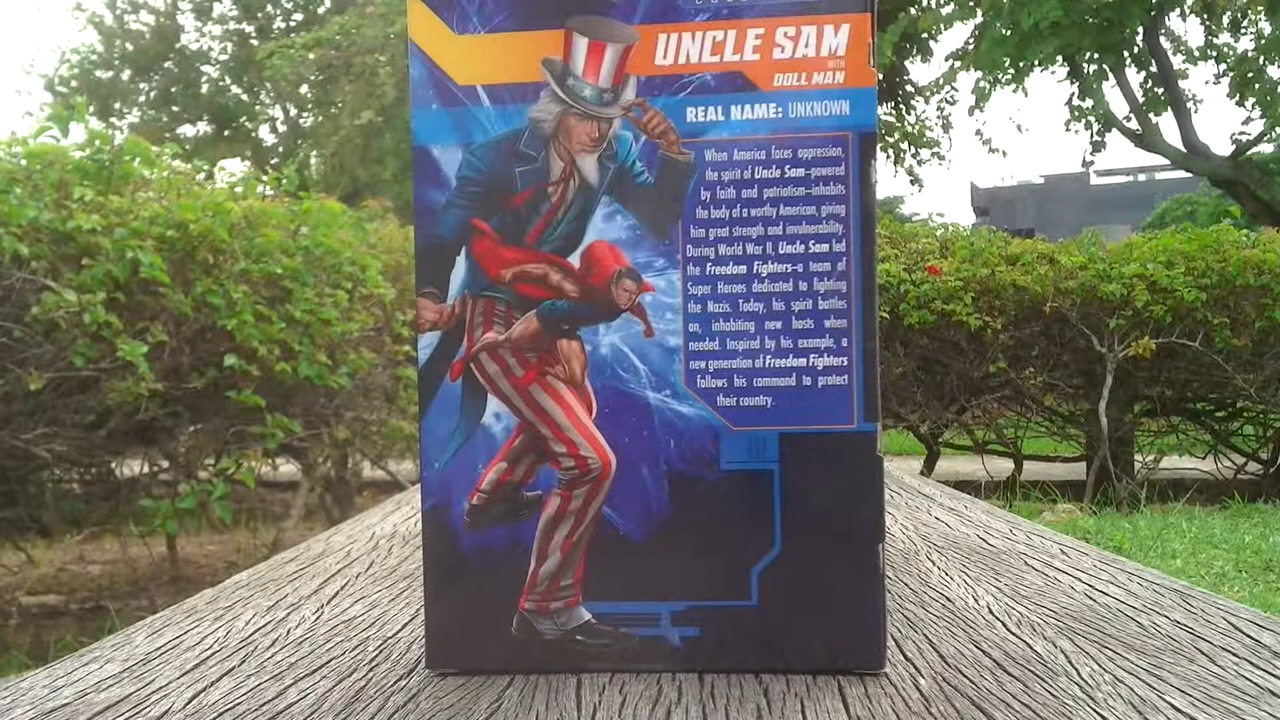 UNCLE SAM
WITH
DOLL MAN
REAL NAME: UNKNOWN
When America faces oppression,
the spirit of Uncle Sam–powered
by faith and patriotism–inhabits
the body of a worthy American, giving
him great strength and invulnerability.
During World War II, Uncle Sam led
the Freedom Fighters–a team of
Super Heroes dedicated to fighting
the Nazis. Today, his spirit battles
on, inhabiting new hosts when
needed. Inspired by his example, a
new generation of Freedom Fighters
follows his command to protect
their country.